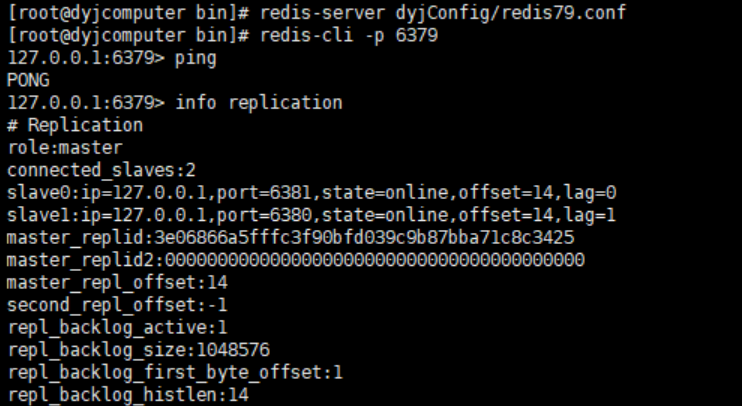 [root@dyjcomputer bin]# redis-server dyjConfig/redis79.conf
[root@dyjcomputer bin]# redis-cli -p 6379
127.0.0.1:6379> ping
PONG
127.0.0.1:6379> info replication
# Replication
role:master
connected_slaves:2
slave0:ip=127.0.0.1,port=6381,state=online,offset=14,lag=0
slave1:ip=127.0.0.1,port=6380,state=online,offset=14,lag=1
master_replid:3e06866a5fffc3f90bfd039c9b87bba71c8c3425
master_replid2:0000000000000000000000000000000000000000
master_repl_offset:14
second_repl_offset:-1
repl_backlog_active:1
repl_backlog_size:1048576
repl_backlog_first_byte_offset:1
repl_backlog_histlen:14